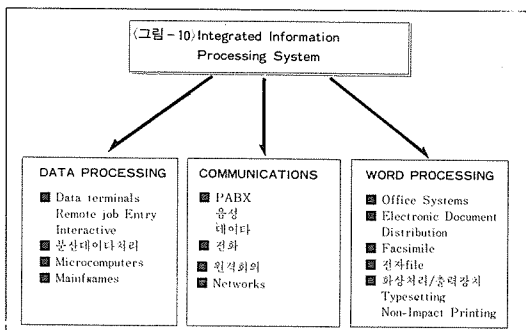 〈그림-10〉Integrated Information
Processing System
DATA PROCESSING
Data terminals
Remote job Entry
Interactive
분산데이다처리
Microcomputers
Mainframes
COMMUNICATIONS
PABX
음성
데이다
전화
원격회의
Networks
WORD PROCESSING
Office Systems
Electronic Document
Distribution
Facsimile
전자file
화상처리/출력장치
Typesetting
Non-Impact Printing